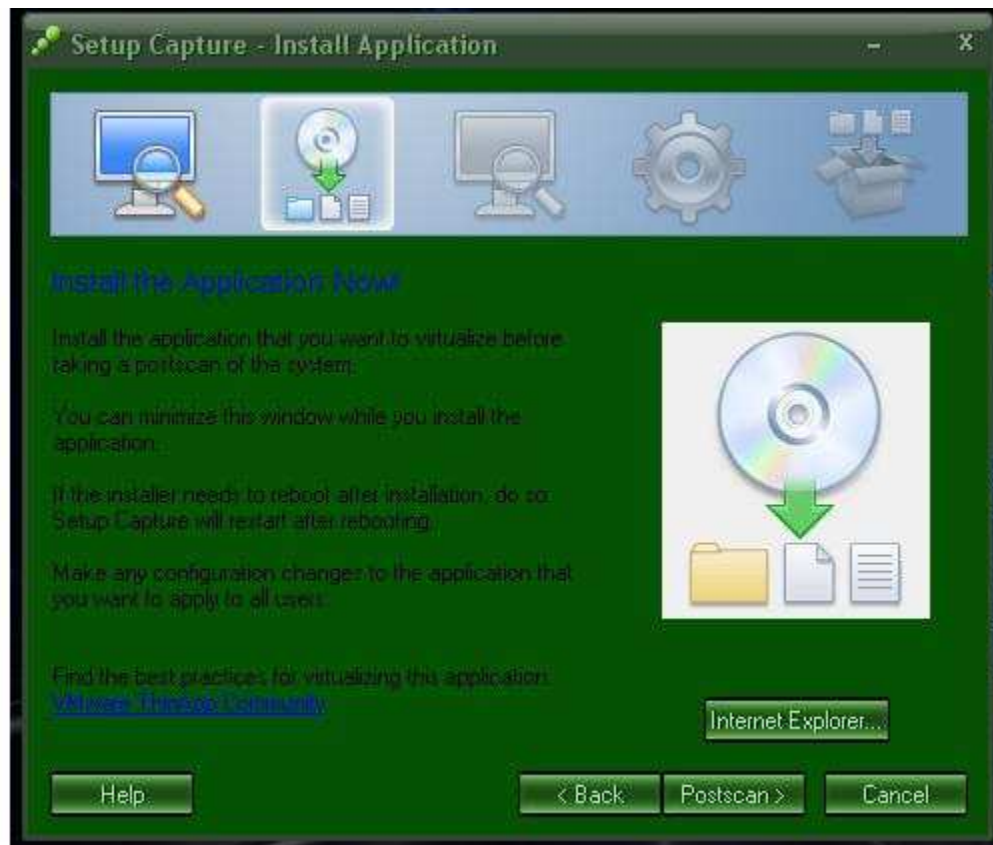 Setup Capture - Install Application
Install the Application Now!
Install the application that you want to virtualize before
taking a postscan of the system.
You can minimize this window while you install the
application.
If the installer needs to reboot after installation, do so.
Setup Capture will restart after rebooting.
Make any configuration changes to the application that
you want to apply to all users.
Find the best practices for virtualizing this application:
VMware ThinApp Community
Internet Explorer...
Help
< Back
Postscan >
Cancel